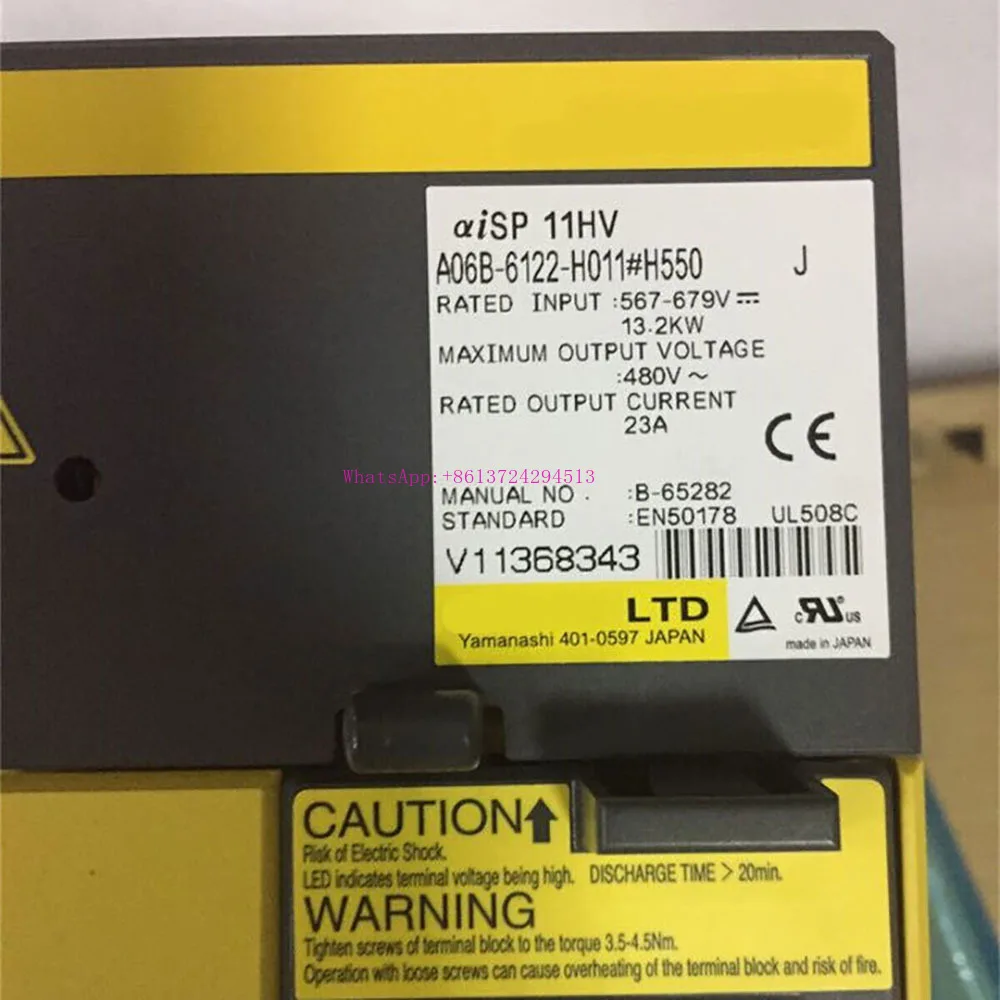 αiSP 11HV
A06B-6122-H011#H550 J
RATED INPUT :567-679V⎓
13.2KW
MAXIMUM OUTPUT VOLTAGE
:480V ~
RATED OUTPUT CURRENT
23A
CE
WhatsApp:+8613724294513
MANUAL NO. :B-65282
STANDARD :EN50178 UL508C
V11368343
LTD
Yamanashi 401-0597 JAPAN
c RU us
made in JAPAN
CAUTION
Risk of Electric Shock.
LED indicates terminal voltage being high. DISCHARGE TIME > 20min.
WARNING
Tighten screws of terminal block to the torque 3.5-4.5Nm.
Operation with loose screws can cause overheating of the terminal block and risk of fire.